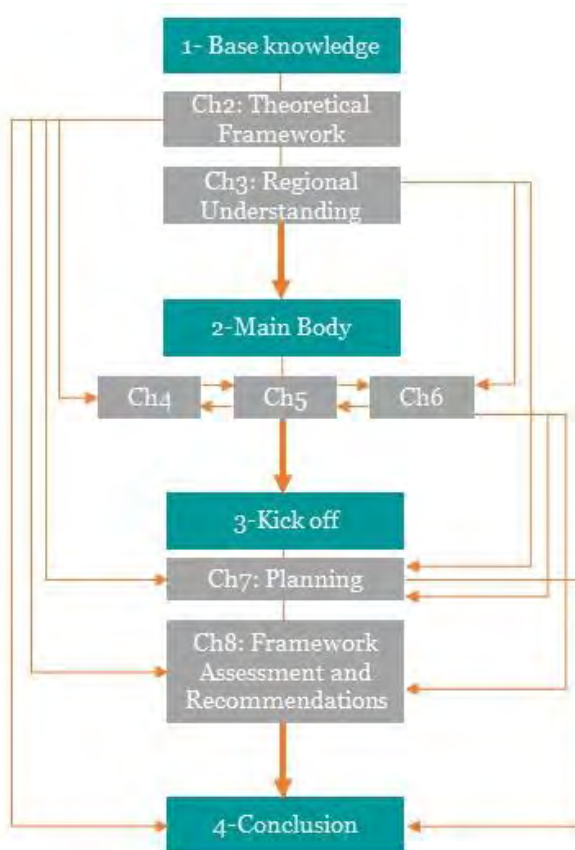 1- Base knowledge
Ch2: Theoretical
Framework
Ch3: Regional
Understanding
2-Main Body
Ch4
Ch5
Ch6
3-Kick off
Ch7: Planning
Ch8: Framework
Assessment and
Recommendations
4-Conclusion